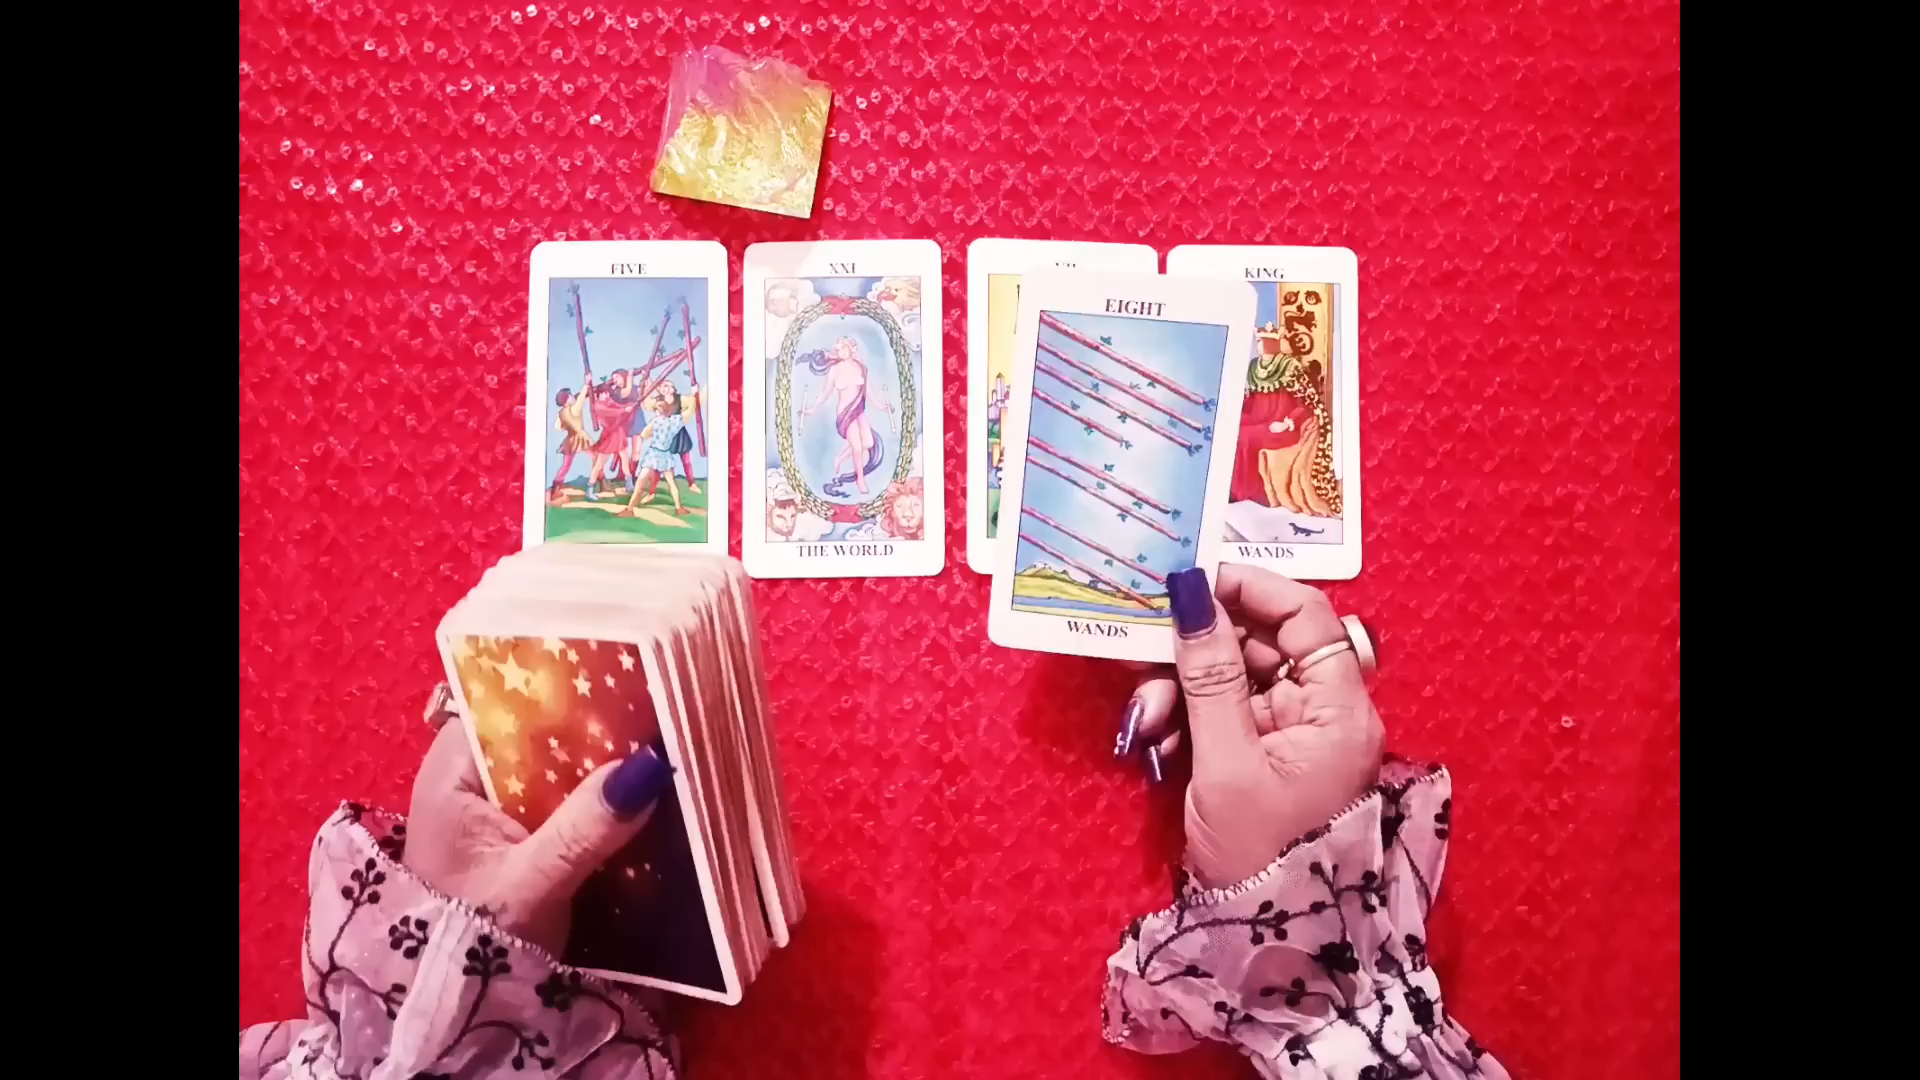 FIVE
XXI
KING
EIGHT
THE WORLD
WANDS
WANDS